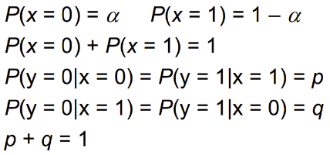 P(x = 0) = α P(x = 1) = 1 – α
P(x = 0) + P(x = 1) = 1
P(y = 0|x = 0) = P(y = 1|x = 1) = p
P(y = 0|x = 1) = P(y = 1|x = 0) = q
p + q = 1